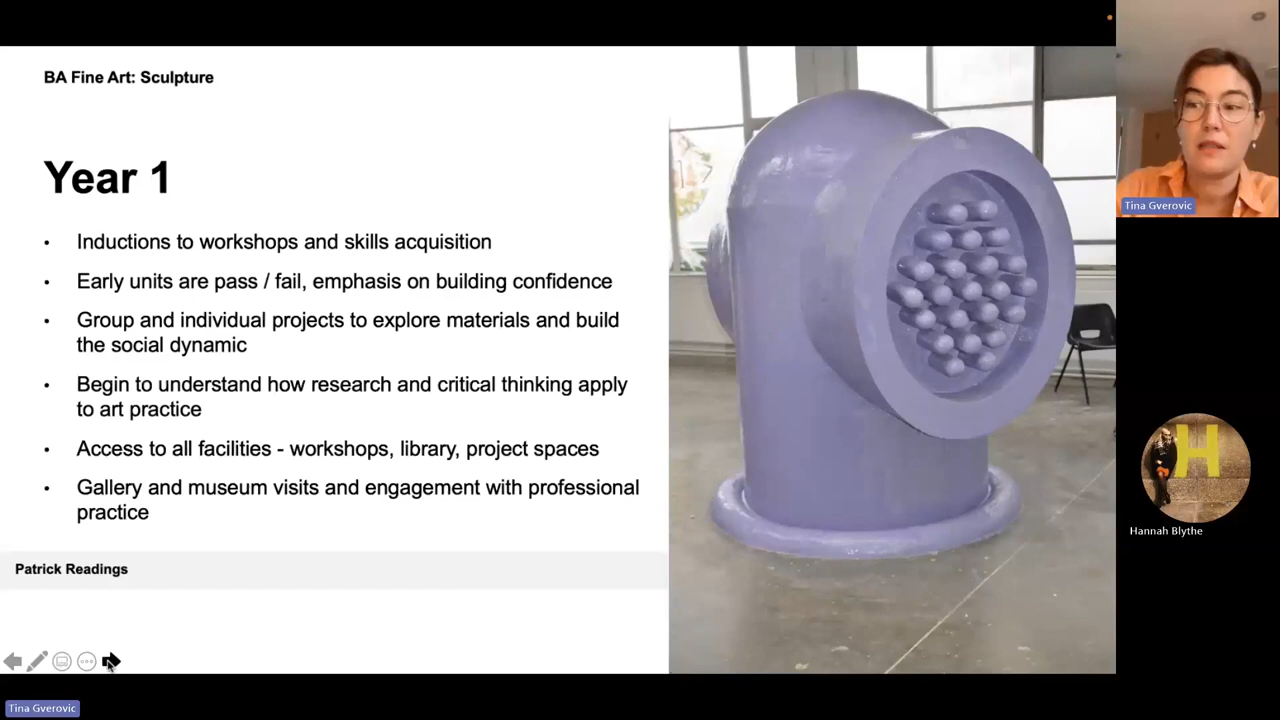 BA Fine Art: Sculpture
Year 1
• Inductions to workshops and skills acquisition
• Early units are pass / fail, emphasis on building confidence
• Group and individual projects to explore materials and build
the social dynamic
• Begin to understand how research and critical thinking apply
to art practice
• Access to all facilities - workshops, library, project spaces
• Gallery and museum visits and engagement with professional
practice
Patrick Readings
Tina Gverovic
H
Hannah Blythe
Tina Gverovic